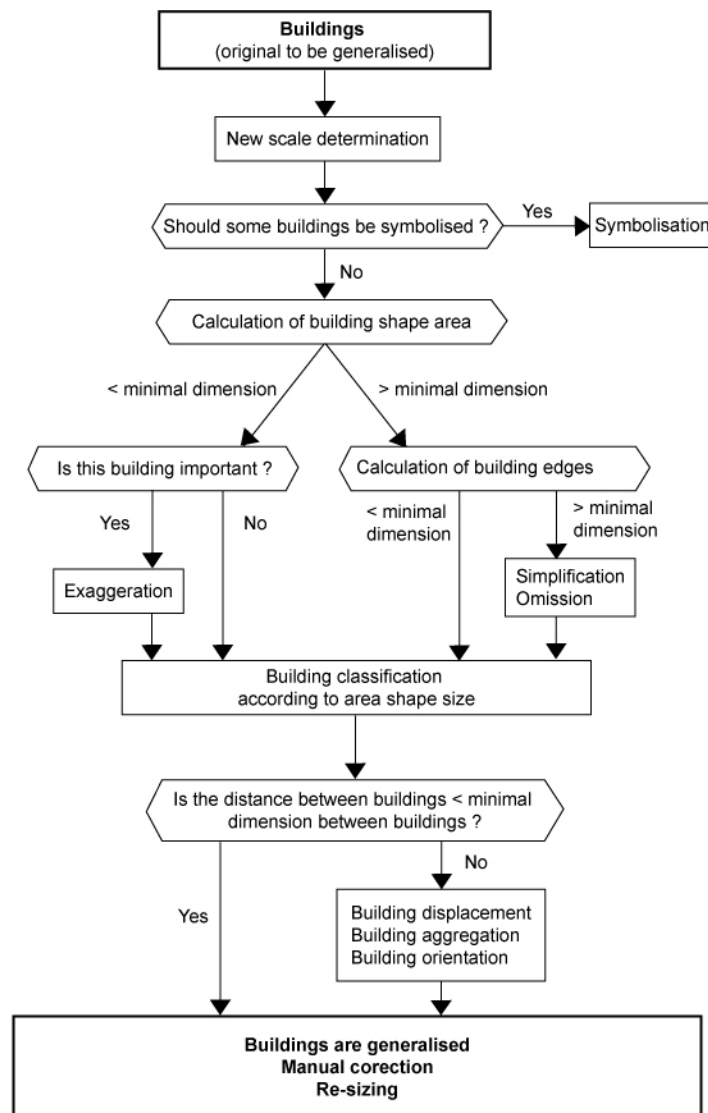 Buildings
(original to be generalised)
New scale determination
Should some buildings be symbolised ?
Yes
Symbolisation
No
Calculation of building shape area
< minimal dimension
> minimal dimension
Is this building important ?
Calculation of building edges
Yes
No
< minimal
dimension
> minimal
dimension
Exaggeration
Simplification
Omission
Building classification
according to area shape size
Is the distance between buildings < minimal
dimension between buildings ?
No
Yes
Building displacement
Building aggregation
Building orientation
Buildings are generalised
Manual corection
Re-sizing